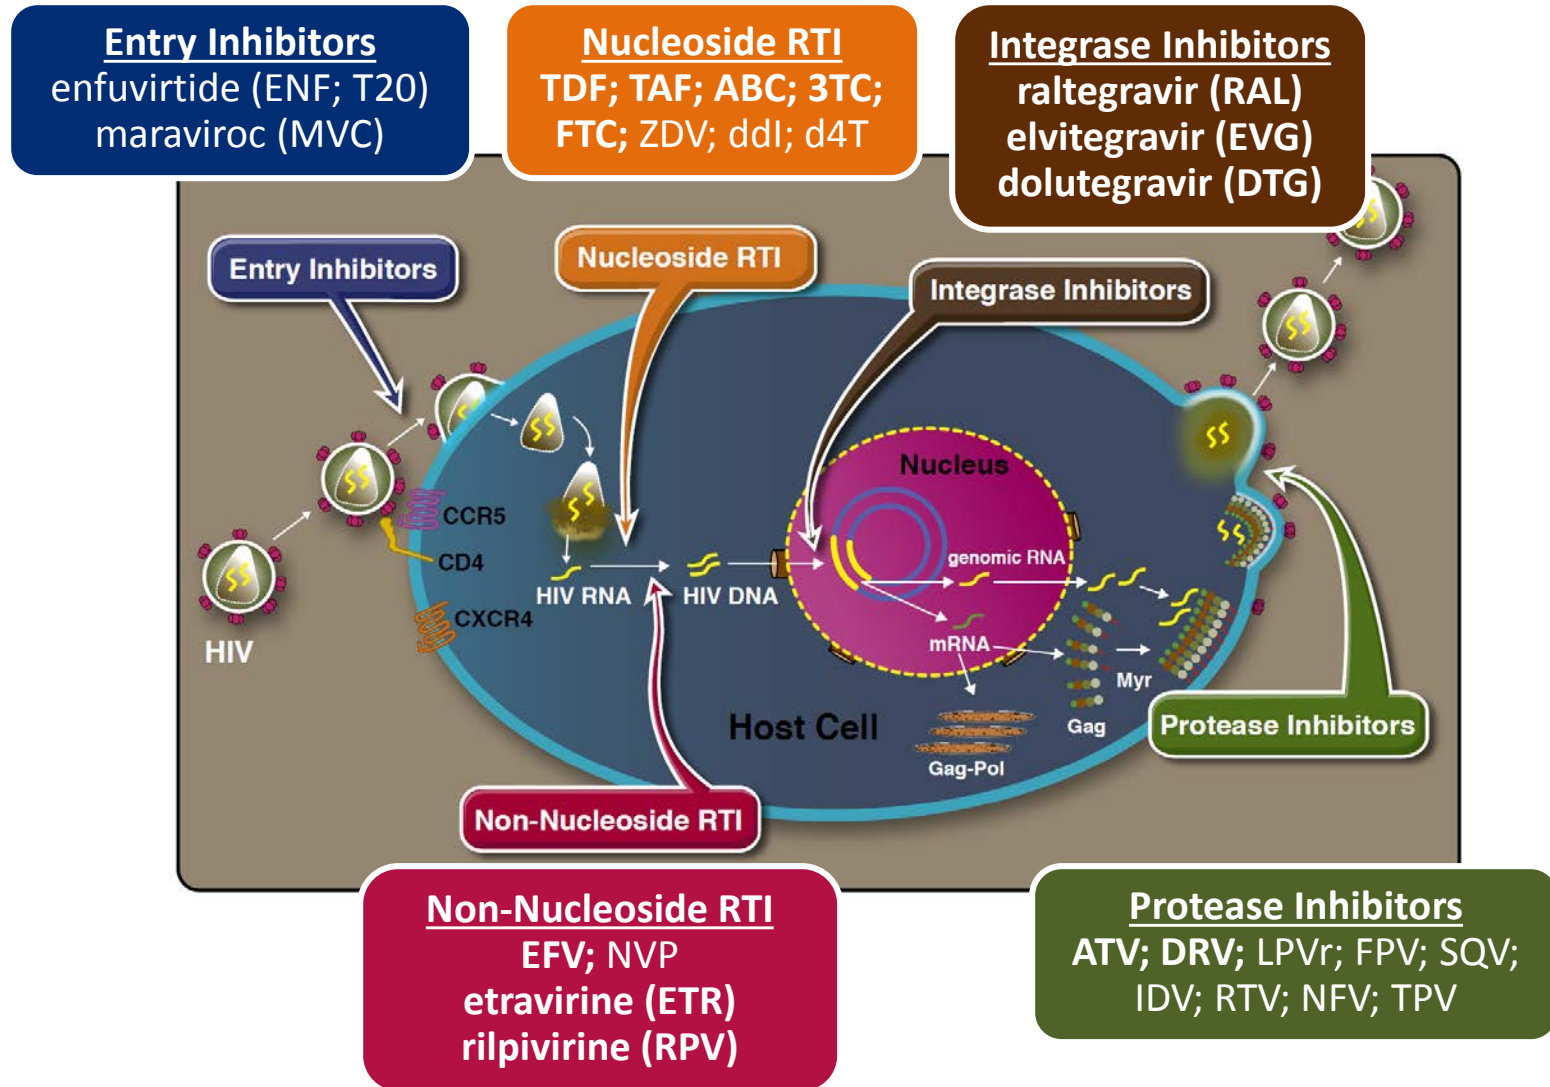 Entry Inhibitors
enfuvirtide (ENF; T20)
maraviroc (MVC)
Nucleoside RTI
TDF; TAF; ABC; 3TC;
FTC; ZDV; ddI; d4T
Integrase Inhibitors
raltegravir (RAL)
elvitegravir (EVG)
dolutegravir (DTG)
Entry Inhibitors
Nucleoside RTI
Integrase Inhibitors
Nucleus
CCR5
CD4
CXCR4
HIV
HIV RNA
HIV DNA
genomic RNA
mRNA
Myr
Gag
Gag-Pol
Host Cell
Protease Inhibitors
Non-Nucleoside RTI
Non-Nucleoside RTI
EFV; NVP
etravirine (ETR)
rilpivirine (RPV)
Protease Inhibitors
ATV; DRV; LPVr; FPV; SQV;
IDV; RTV; NFV; TPV